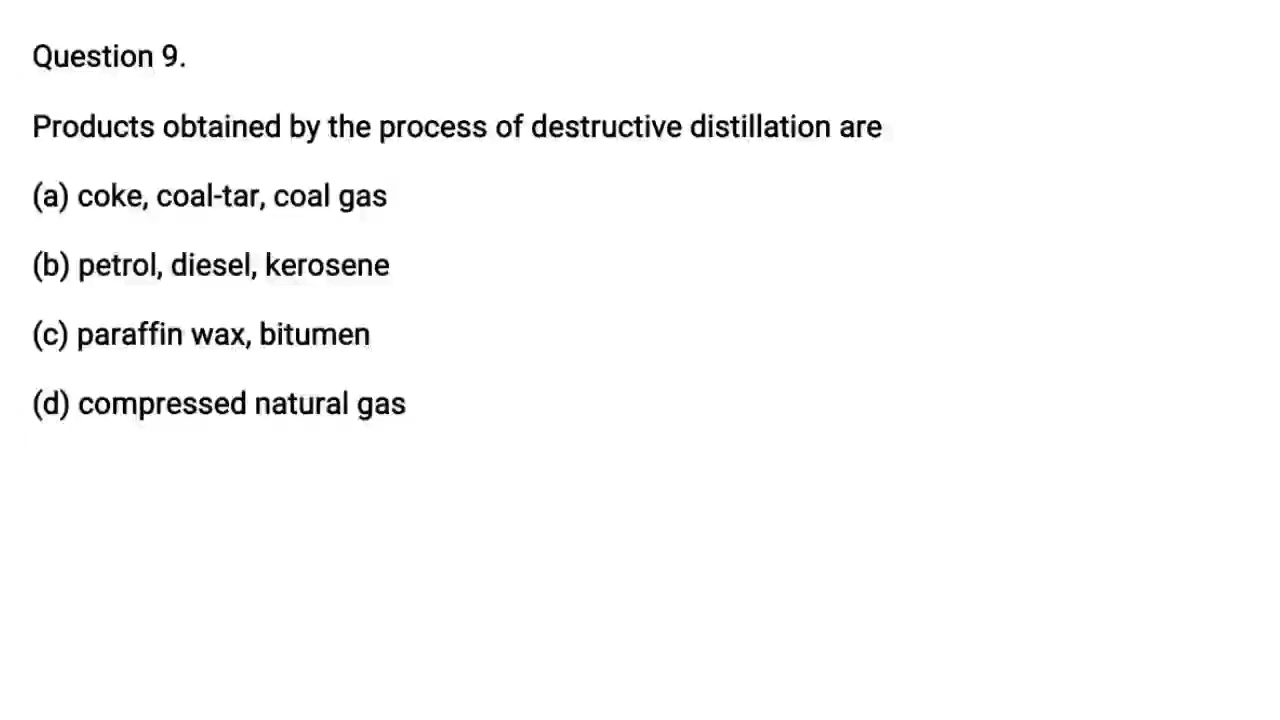 Question 9.
Products obtained by the process of destructive distillation are
(a) coke, coal-tar, coal gas
(b) petrol, diesel, kerosene
(c) paraffin wax, bitumen
(d) compressed natural gas